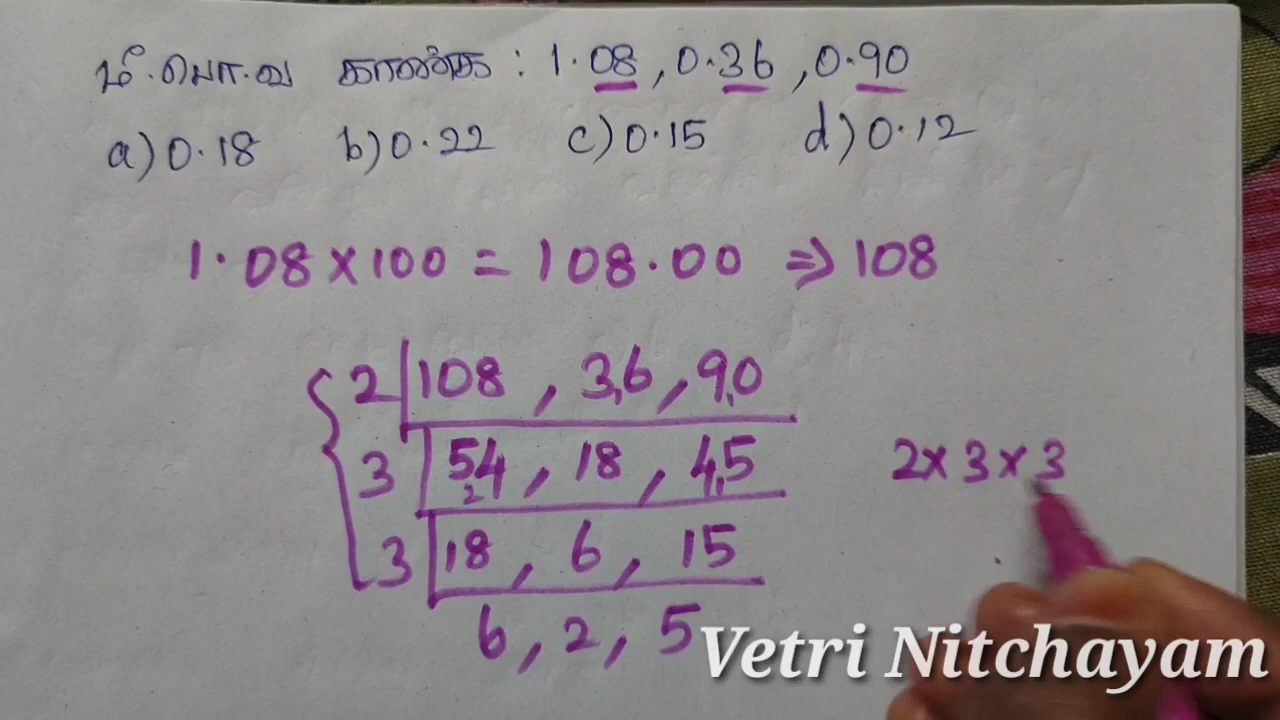 மீ.பொ.வ காண்க : 1.08 , 0.36 , 0.90
a) 0.18 b) 0.22 c) 0.15 d) 0.12
1.08 x 100 = 108.00 ⇒ 108
2 108 , 36 , 90
3 54 , 18 , 45
2 x 3 x 3
3 18 , 6 , 15
6 , 2 , 5
Vetri Nitchayam